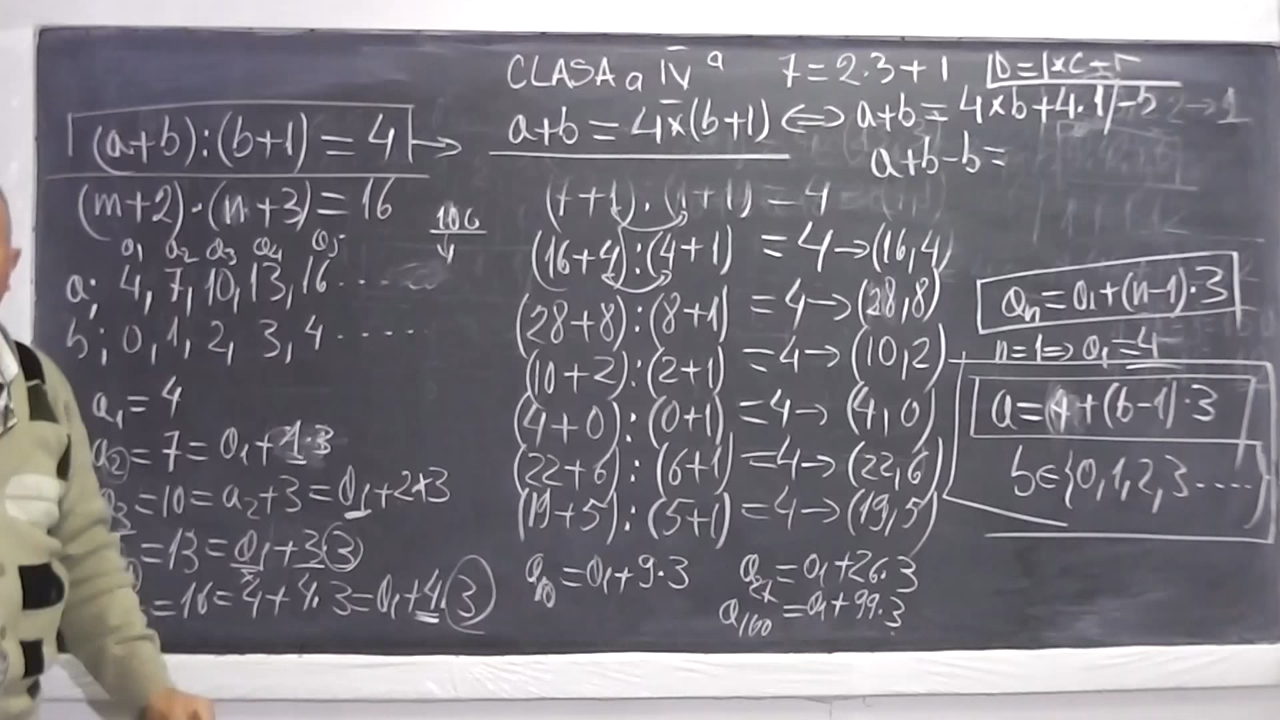 CLASA a IV a
7 = 2·3 + 1
a+b = 4×(b+1) ⇔ a+b = 4×b+4·1 |-b
a+b-b =
(a+b):(b+1) = 4 →
(m+2)·(n+3) = 16
a1 a2 a3 a4 a5
a; 4, 7, 10, 13, 16 .....
b; 0, 1, 2, 3, 4 .....
a1 = 4
a2 = 7 = a1 + 1·3
= 10 = a2+3 = a1+2·3
= 13 = a1+3·3
= 16 = 4+4·3 = a1+4·3
(16+4):(4+1) = 4 → (16,4)
(28+8):(8+1) = 4 → (28,8)
(10+2):(2+1) = 4 → (10,2)
(4+0):(0+1) = 4 → (4,0)
(22+6):(6+1) = 4 → (22,6)
(19+5):(5+1) = 4 → (19,5)
a10 = a1+9·3
a27 = a1+26·3
a100 = a1+99·3
an = a1+(n-1)·3
n=1 ⇒ a1 = 4
a = 4+(b-1)·3
b∈{0,1,2,3.....}